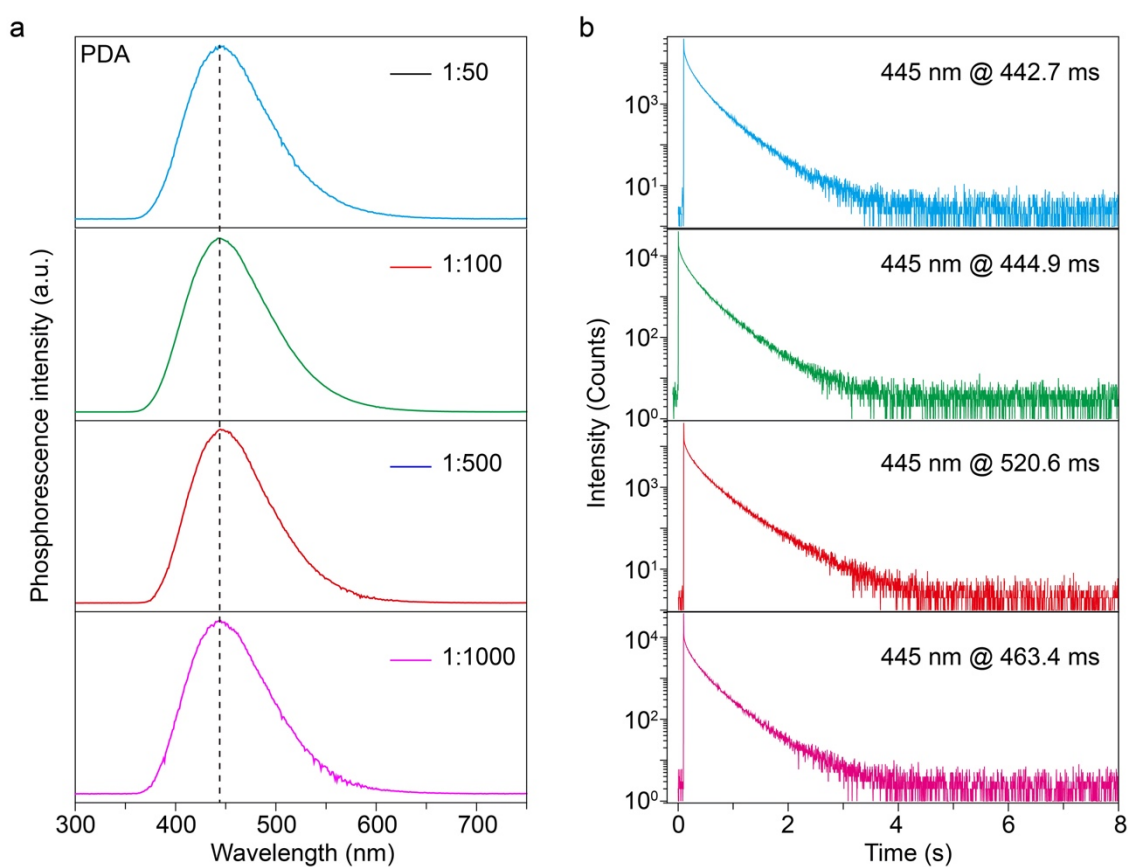 a
PDA
1:50
1:100
1:500
1:1000
Phosphorescence intensity (a.u.)
300 400 500 600 700
Wavelength (nm)
b
445 nm @ 442.7 ms
10³
10¹
445 nm @ 444.9 ms
10⁴
10²
10⁰
445 nm @ 520.6 ms
10³
10¹
445 nm @ 463.4 ms
10⁴
10²
10⁰
Intensity (Counts)
0 2 4 6 8
Time (s)